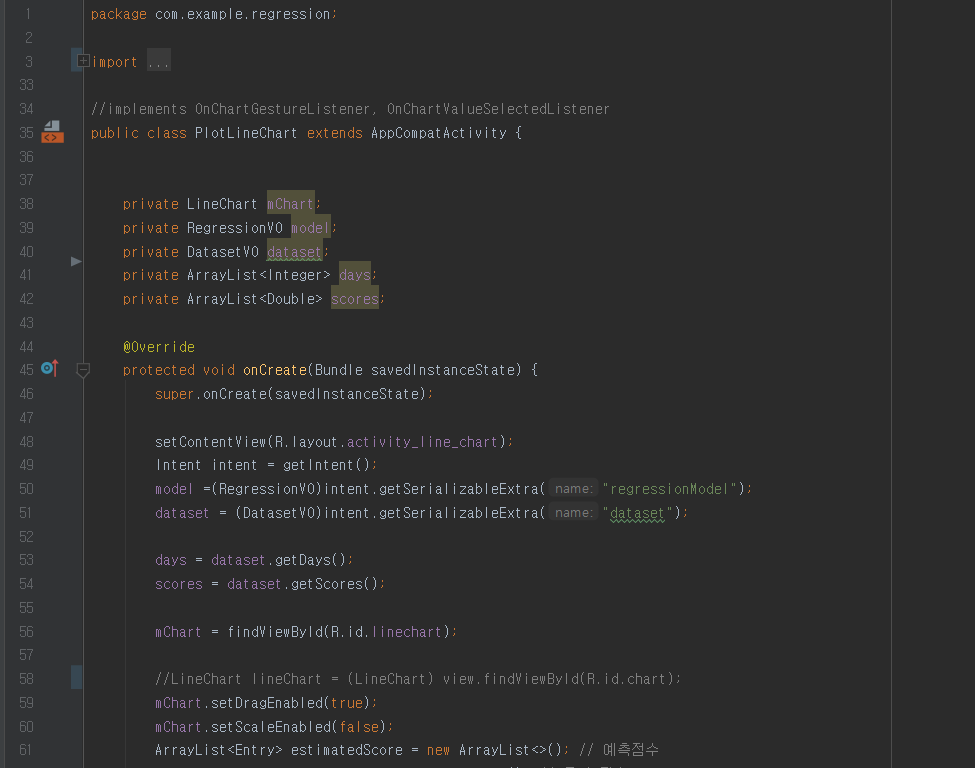 1 package com.example.regression;
2
3 import ...
33
34 //implements OnChartGestureListener, OnChartValueSelectedListener
35 public class PlotLineChart extends AppCompatActivity {
36
37
38 private LineChart mChart;
39 private RegressionVO model;
40 private DatasetVO dataset;
41 private ArrayList<Integer> days;
42 private ArrayList<Double> scores;
43
44 @Override
45 protected void onCreate(Bundle savedInstanceState) {
46 super.onCreate(savedInstanceState);
47
48 setContentView(R.layout.activity_line_chart);
49 Intent intent = getIntent();
50 model =(RegressionVO)intent.getSerializableExtra( name: "regressionModel");
51 dataset = (DatasetVO)intent.getSerializableExtra( name: "dataset");
52
53 days = dataset.getDays();
54 scores = dataset.getScores();
55
56 mChart = findViewById(R.id.linechart);
57
58 //LineChart lineChart = (LineChart) view.findViewById(R.id.chart);
59 mChart.setDragEnabled(true);
60 mChart.setScaleEnabled(false);
61 ArrayList<Entry> estimatedScore = new ArrayList<>(); // 예측점수